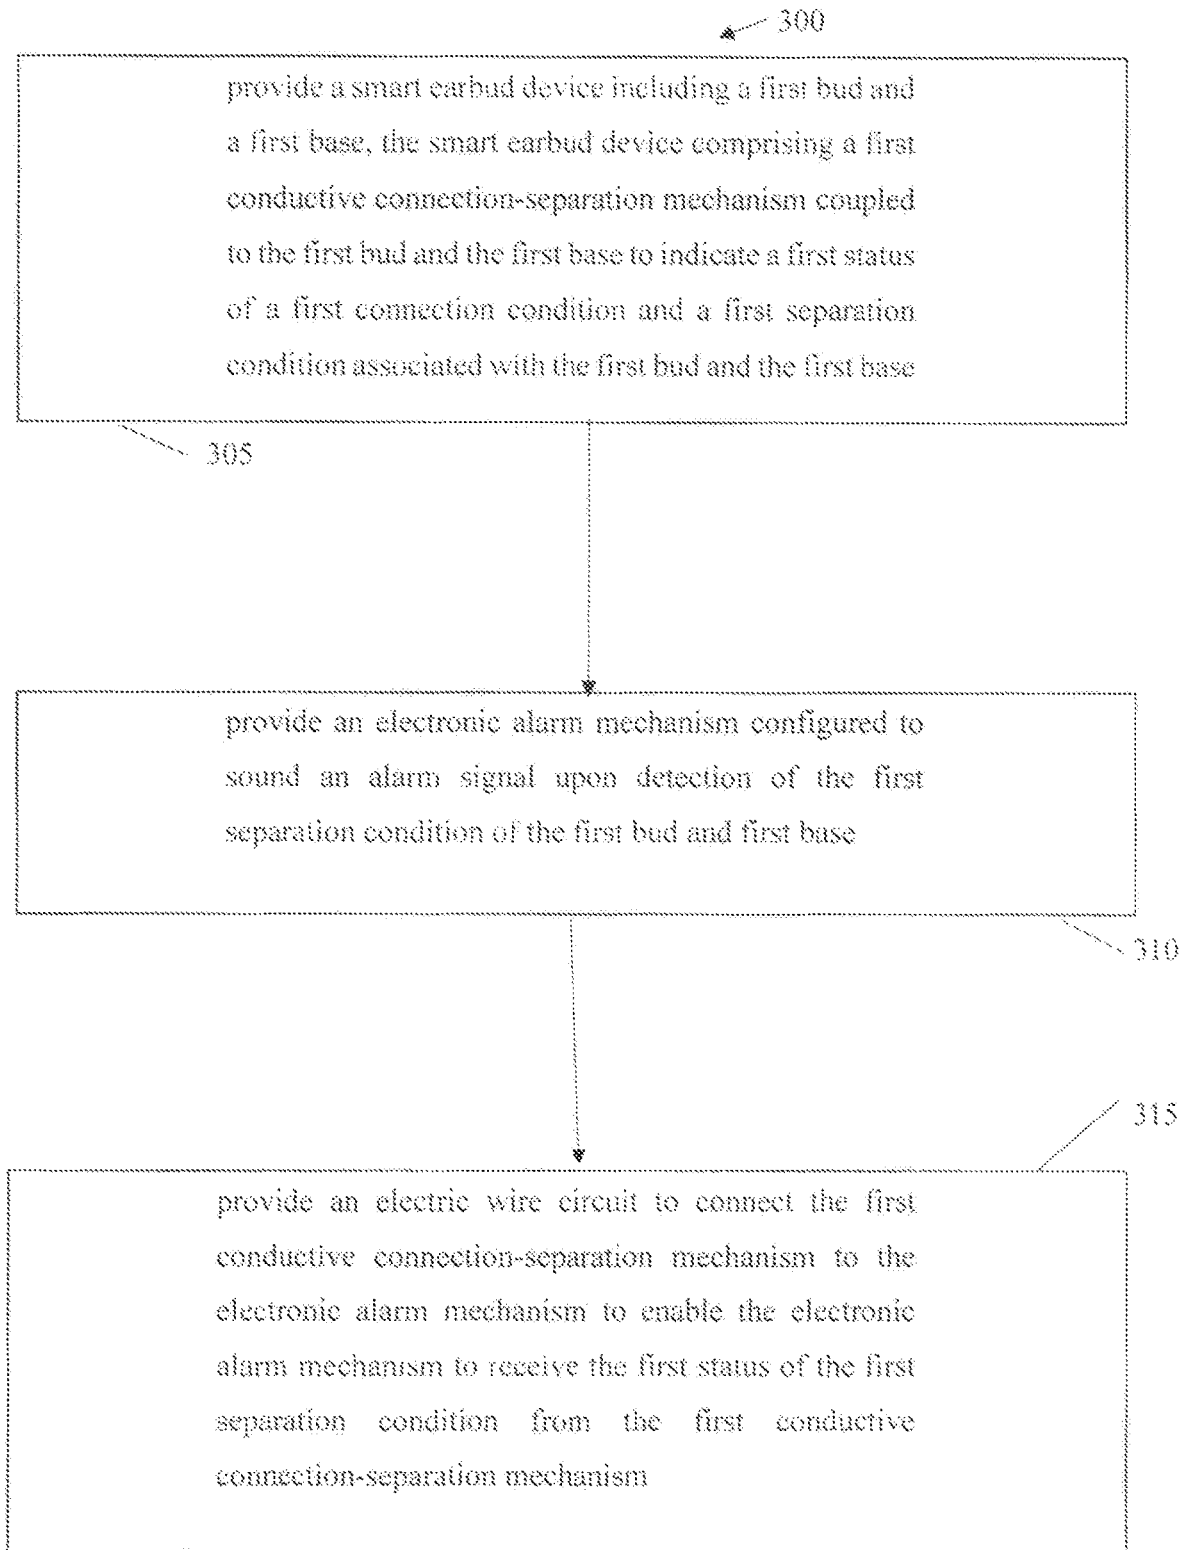 300
provide a smart earbud device including a first bud and
a first base, the smart earbud device comprising a first
conductive connection-separation mechanism coupled
to the first bud and the first base to indicate a first status
of a first connection condition and a first separation
condition associated with the first bud and the first base
305
provide an electronic alarm mechanism configured to
sound an alarm signal upon detection of the first
separation condition of the first bud and first base
310
315
provide an electric wire circuit to connect the first
conductive connection-separation mechanism to the
electronic alarm mechanism to enable the electronic
alarm mechanism to receive the first status of the first
separation condition from the first conductive
connection-separation mechanism